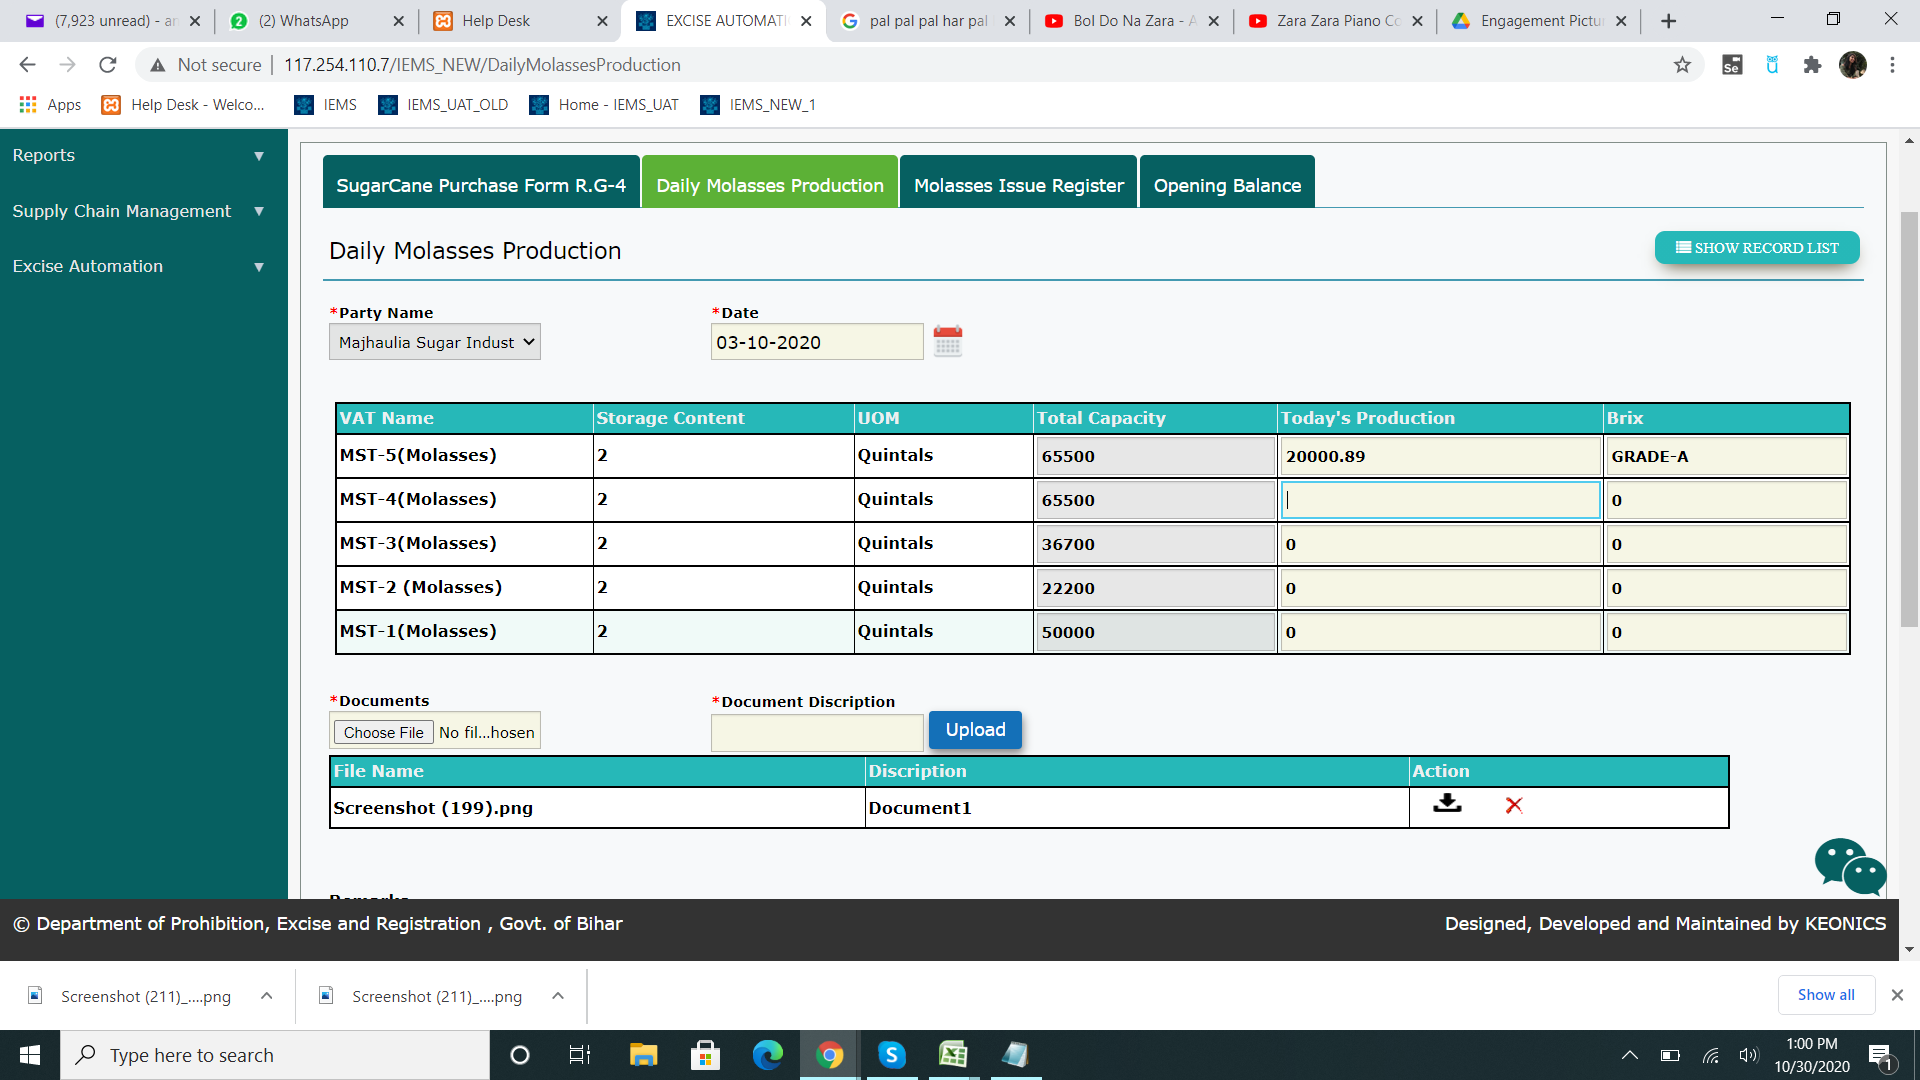 (7,923 unread) - an
(2) WhatsApp
Help Desk
EXCISE AUTOMATI
pal pal pal har pal
Bol Do Na Zara - A
Zara Zara Piano Co
Engagement Pictu
Not secure | 117.254.110.7/IEMS_NEW/DailyMolassesProduction
Apps
Help Desk - Welco...
IEMS
IEMS_UAT_OLD
Home - IEMS_UAT
IEMS_NEW_1
Reports
Supply Chain Management
Excise Automation
SugarCane Purchase Form R.G-4
Daily Molasses Production
Molasses Issue Register
Opening Balance
Daily Molasses Production
SHOW RECORD LIST
*Party Name
*Date
Majhaulia Sugar Indust
03-10-2020
VAT Name Storage Content UOM Total Capacity Today's Production Brix
MST-5(Molasses) 2 Quintals 65500 20000.89 GRADE-A
MST-4(Molasses) 2 Quintals 65500 0
MST-3(Molasses) 2 Quintals 36700 0 0
MST-2 (Molasses) 2 Quintals 22200 0 0
MST-1(Molasses) 2 Quintals 50000 0 0
*Documents
*Document Discription
Choose File No fil...hosen
Upload
File Name Discription Action
Screenshot (199).png Document1
© Department of Prohibition, Excise and Registration , Govt. of Bihar
Designed, Developed and Maintained by KEONICS
Screenshot (211)_....png
Screenshot (211)_....png
Show all
Type here to search
1:00 PM
10/30/2020
1